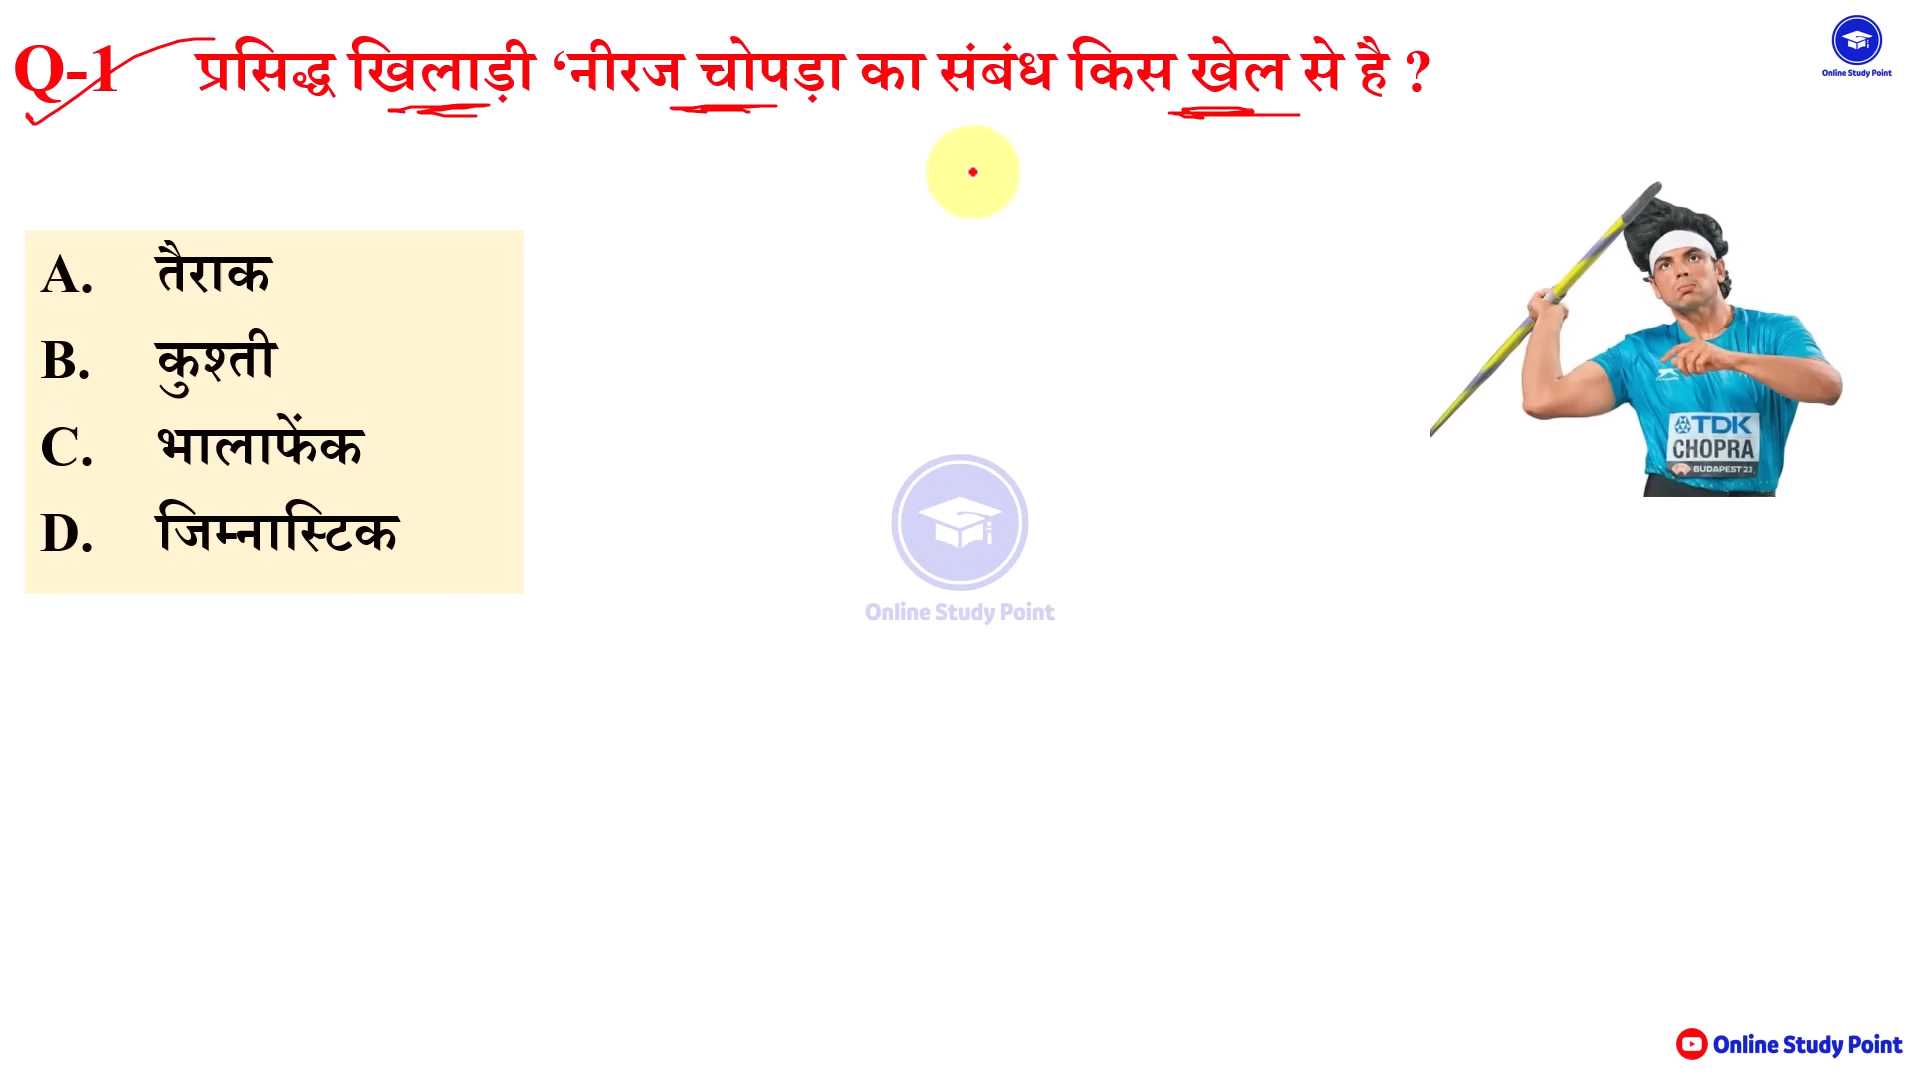 Q-1 प्रसिद्ध खिलाड़ी ‘नीरज चोपड़ा का संबंध किस खेल से है ?
Online Study Point
A. तैराक
B. कुश्ती
C. भालाफेंक
D. जिम्नास्टिक
TDK
CHOPRA
BUDAPEST 23
Online Study Point
Online Study Point